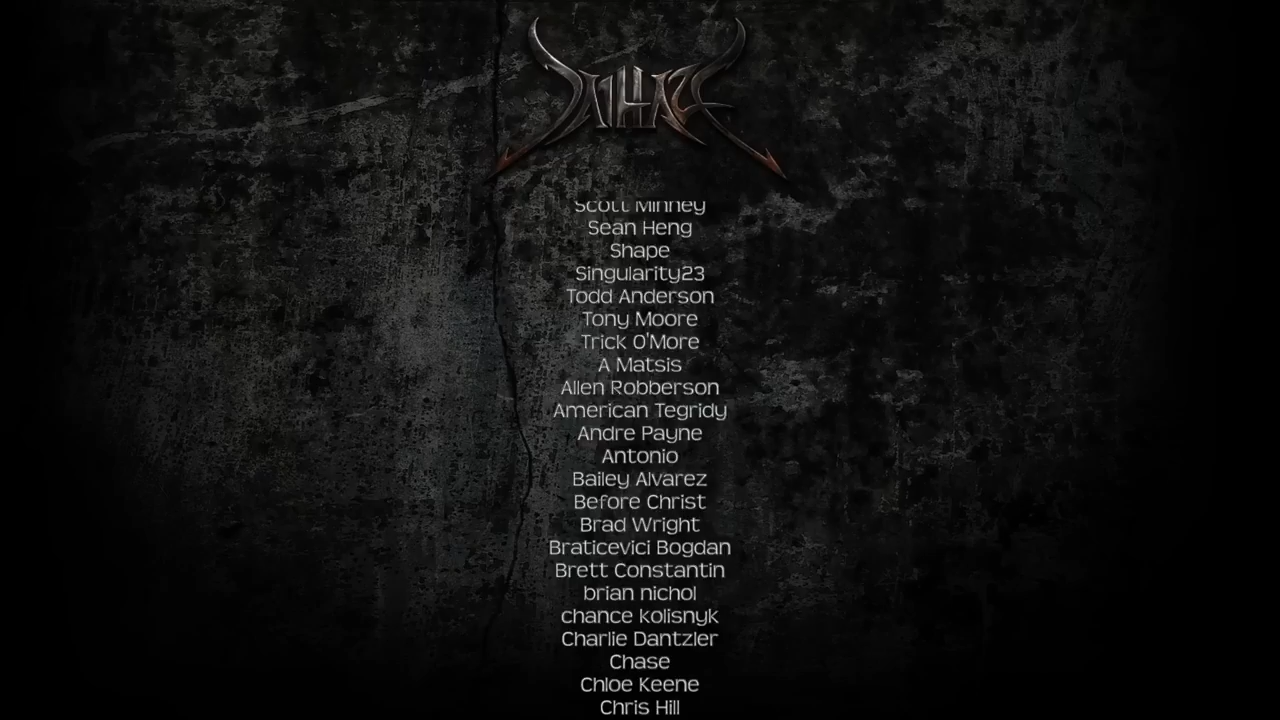 Scott Minney
Sean Heng
Shape
Singularity23
Todd Anderson
Tony Moore
Trick O'More
A Matsis
Allen Robberson
American Tegridy
Andre Payne
Antonio
Bailey Alvarez
Before Christ
Brad Wright
Braticevici Bogdan
Brett Constantin
brian nichol
chance kolisnyk
Charlie Dantzler
Chase
Chloe Keene
Chris Hill